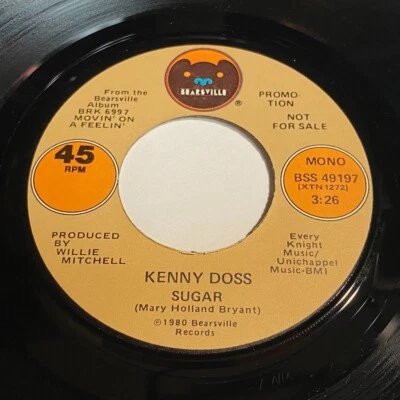 BEARSVILLE
®
From the
Bearsville
Album
BRK 6997
MOVIN' ON
A FEELIN'
PROMO-
TION
NOT
FOR SALE
45
RPM
MONO
BSS 49197
(XTN 1272)
3:26
PRODUCED
BY
WILLIE
MITCHELL
Every
Knight
Music/
Unichappel
Music-BMI)
KENNY DOSS
SUGAR
(Mary Holland Bryant)
℗1980 Bearsville
Records